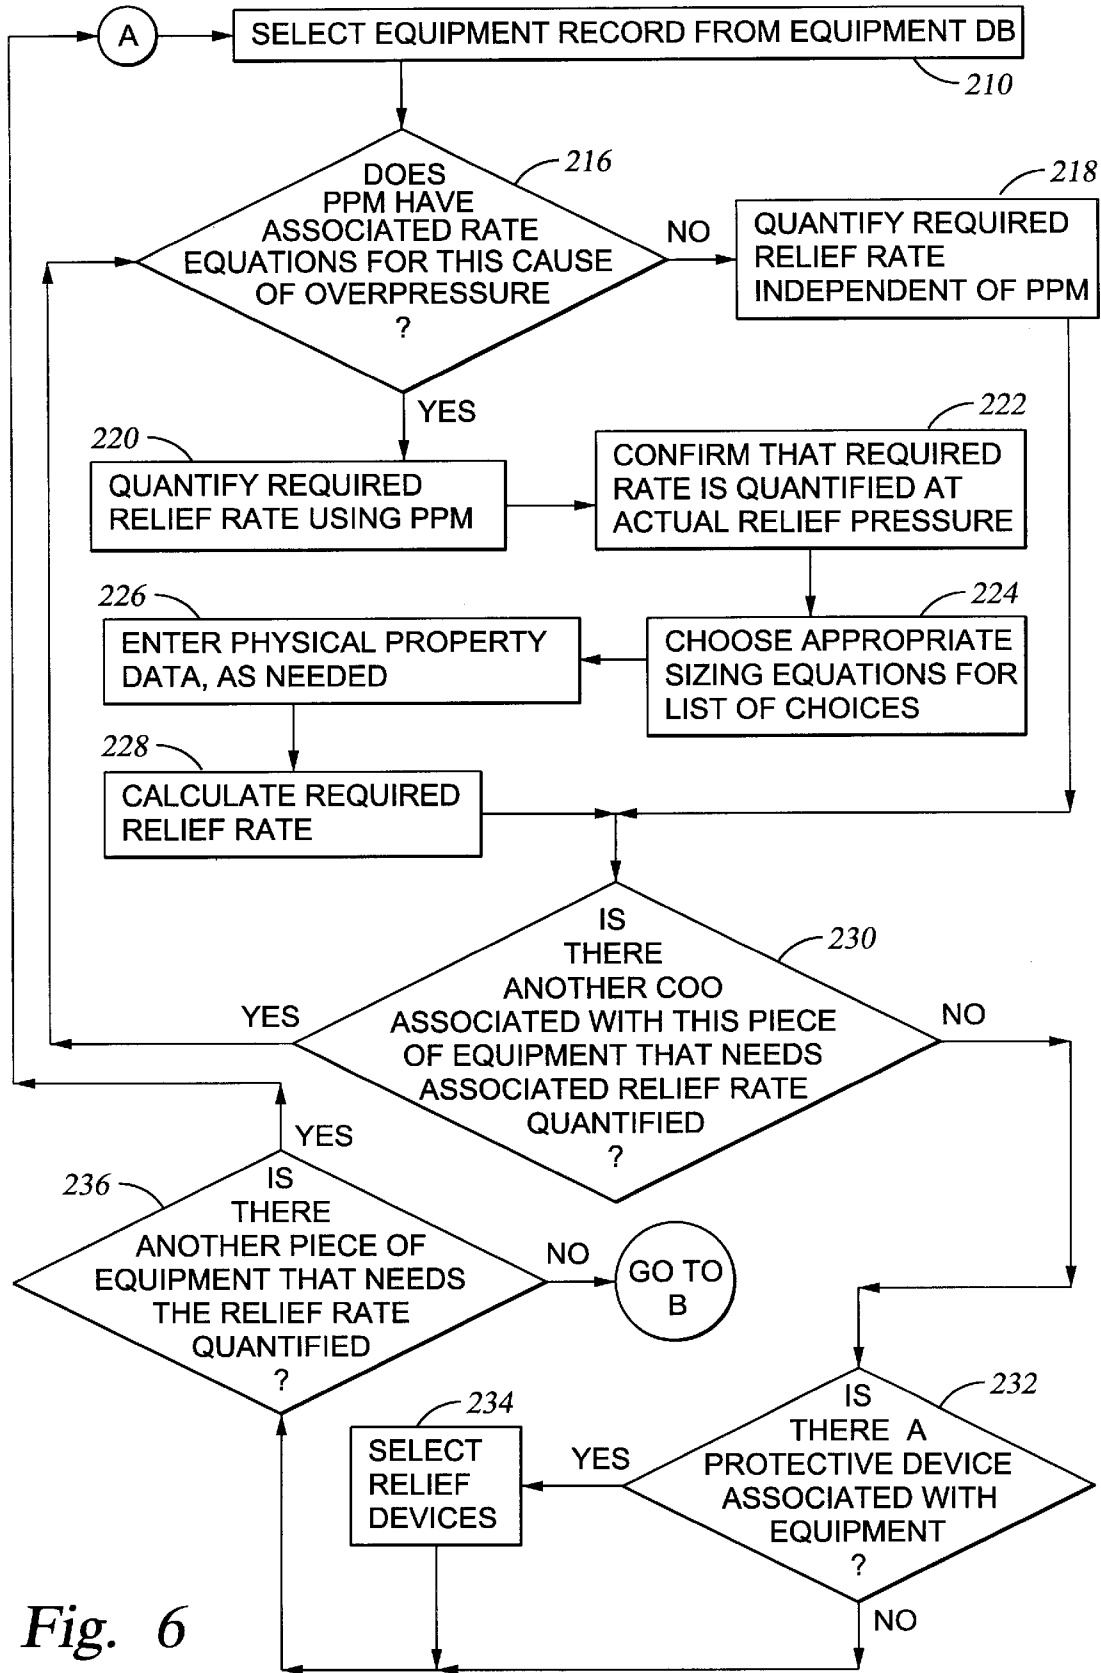 A
SELECT EQUIPMENT RECORD FROM EQUIPMENT DB
210
DOES
PPM HAVE
ASSOCIATED RATE
EQUATIONS FOR THIS CAUSE
OF OVERPRESSURE
?
216
NO
218
QUANTIFY REQUIRED
RELIEF RATE
INDEPENDENT OF PPM
YES
220
QUANTIFY REQUIRED
RELIEF RATE USING PPM
222
CONFIRM THAT REQUIRED
RATE IS QUANTIFIED AT
ACTUAL RELIEF PRESSURE
224
CHOOSE APPROPRIATE
SIZING EQUATIONS FOR
LIST OF CHOICES
226
ENTER PHYSICAL PROPERTY
DATA, AS NEEDED
228
CALCULATE REQUIRED
RELIEF RATE
IS
THERE
ANOTHER COO
ASSOCIATED WITH THIS PIECE
OF EQUIPMENT THAT NEEDS
ASSOCIATED RELIEF RATE
QUANTIFIED
?
230
YES
NO
YES
236
IS
THERE
ANOTHER PIECE OF
EQUIPMENT THAT NEEDS
THE RELIEF RATE
QUANTIFIED
?
NO
GO TO
B
IS
THERE A
PROTECTIVE DEVICE
ASSOCIATED WITH
EQUIPMENT
?
232
YES
234
SELECT
RELIEF
DEVICES
NO
Fig. 6